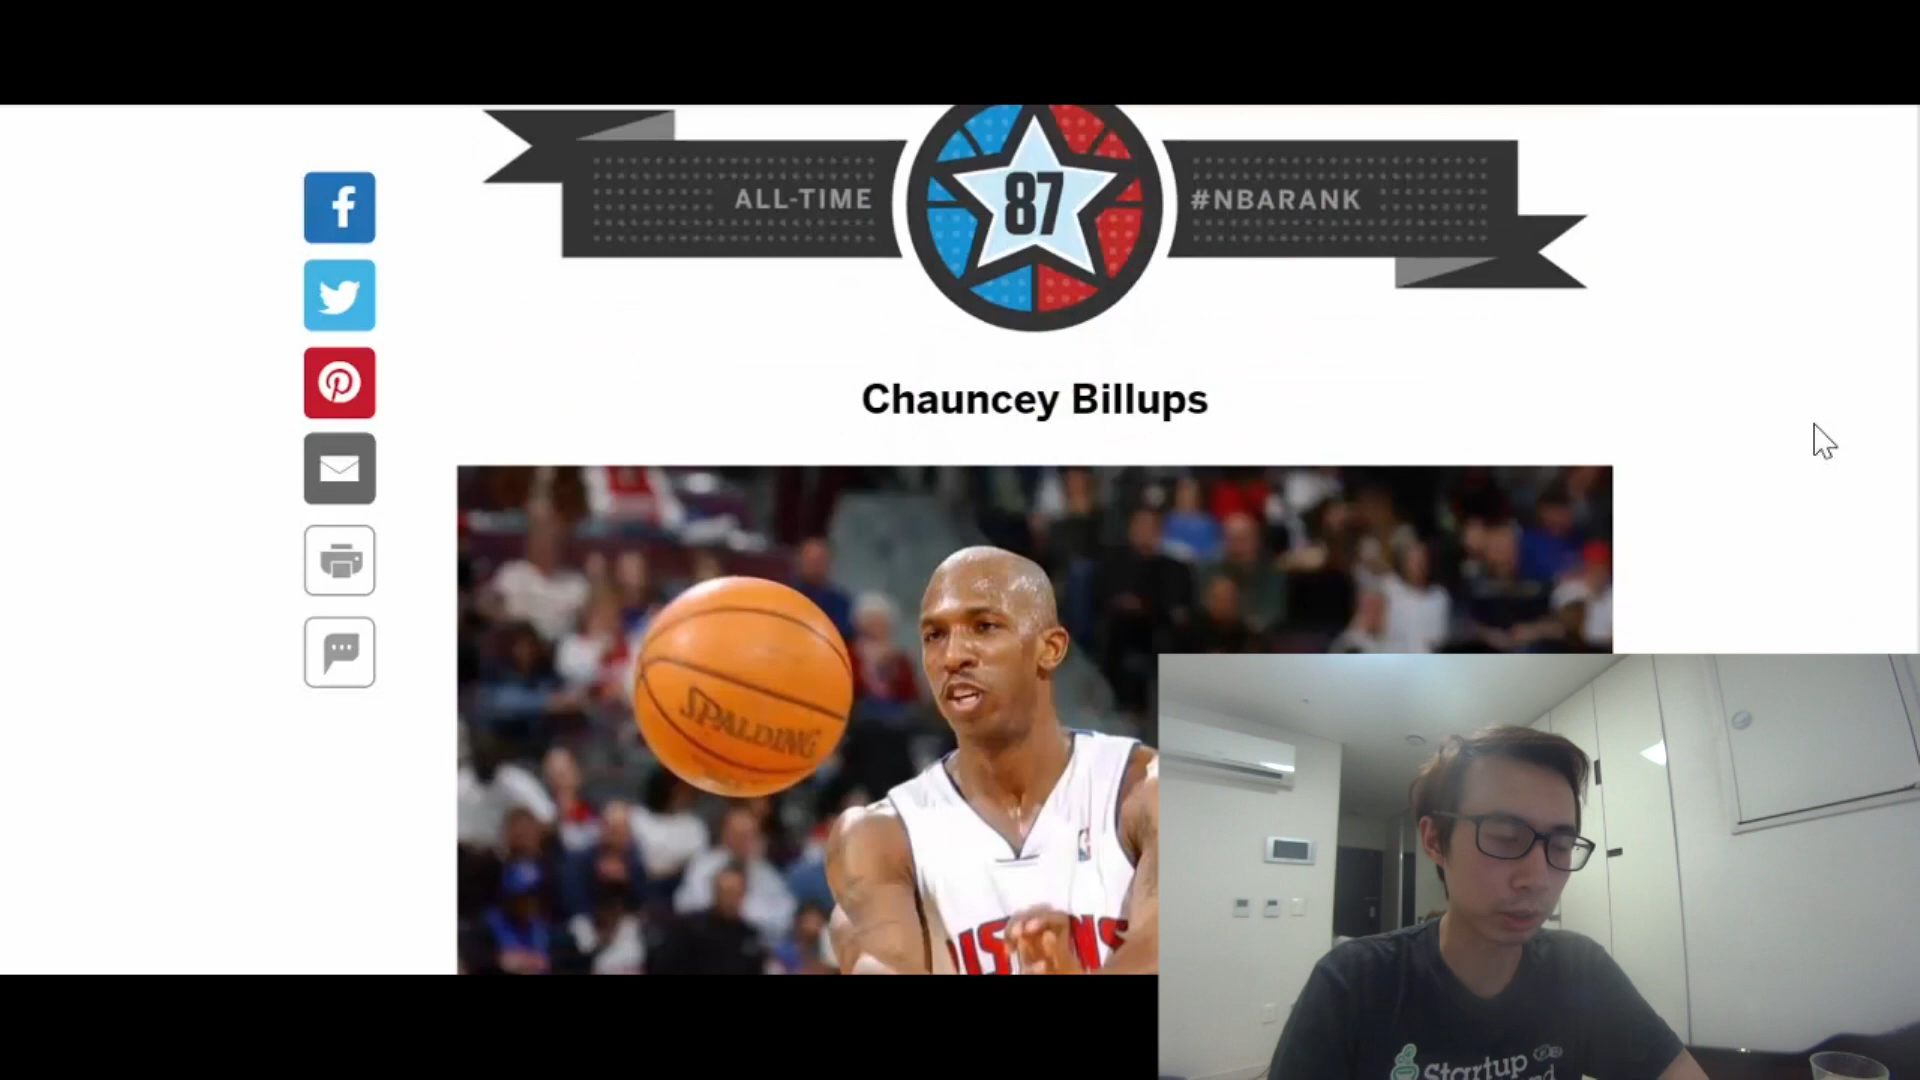 ALL-TIME
87
#NBARANK
Chauncey Billups
SPALDING
Startup